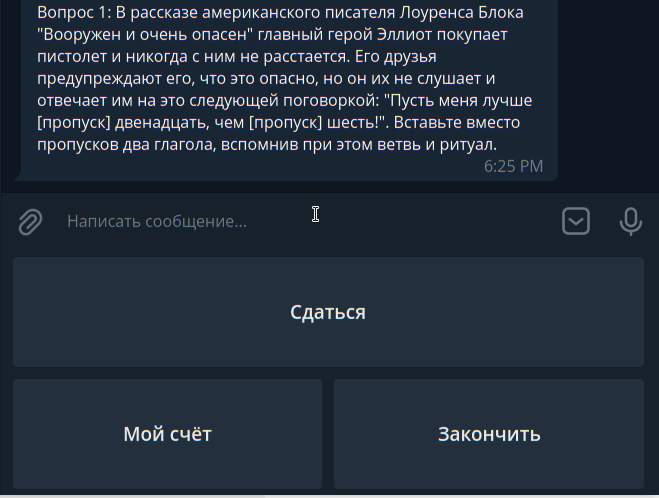 Вопрос 1: В рассказе американского писателя Лоуренса Блока
"Вооружен и очень опасен" главный герой Эллиот покупает
пистолет и никогда с ним не расстается. Его друзья
предупреждают его, что это опасно, но он их не слушает и
отвечает им на это следующей поговоркой: "Пусть меня лучше
[пропуск] двенадцать, чем [пропуск] шесть!". Вставьте вместо
пропусков два глагола, вспомнив при этом ветвь и ритуал.
6:25 PM
Написать сообщение...
Сдаться
Мой счёт
Закончить